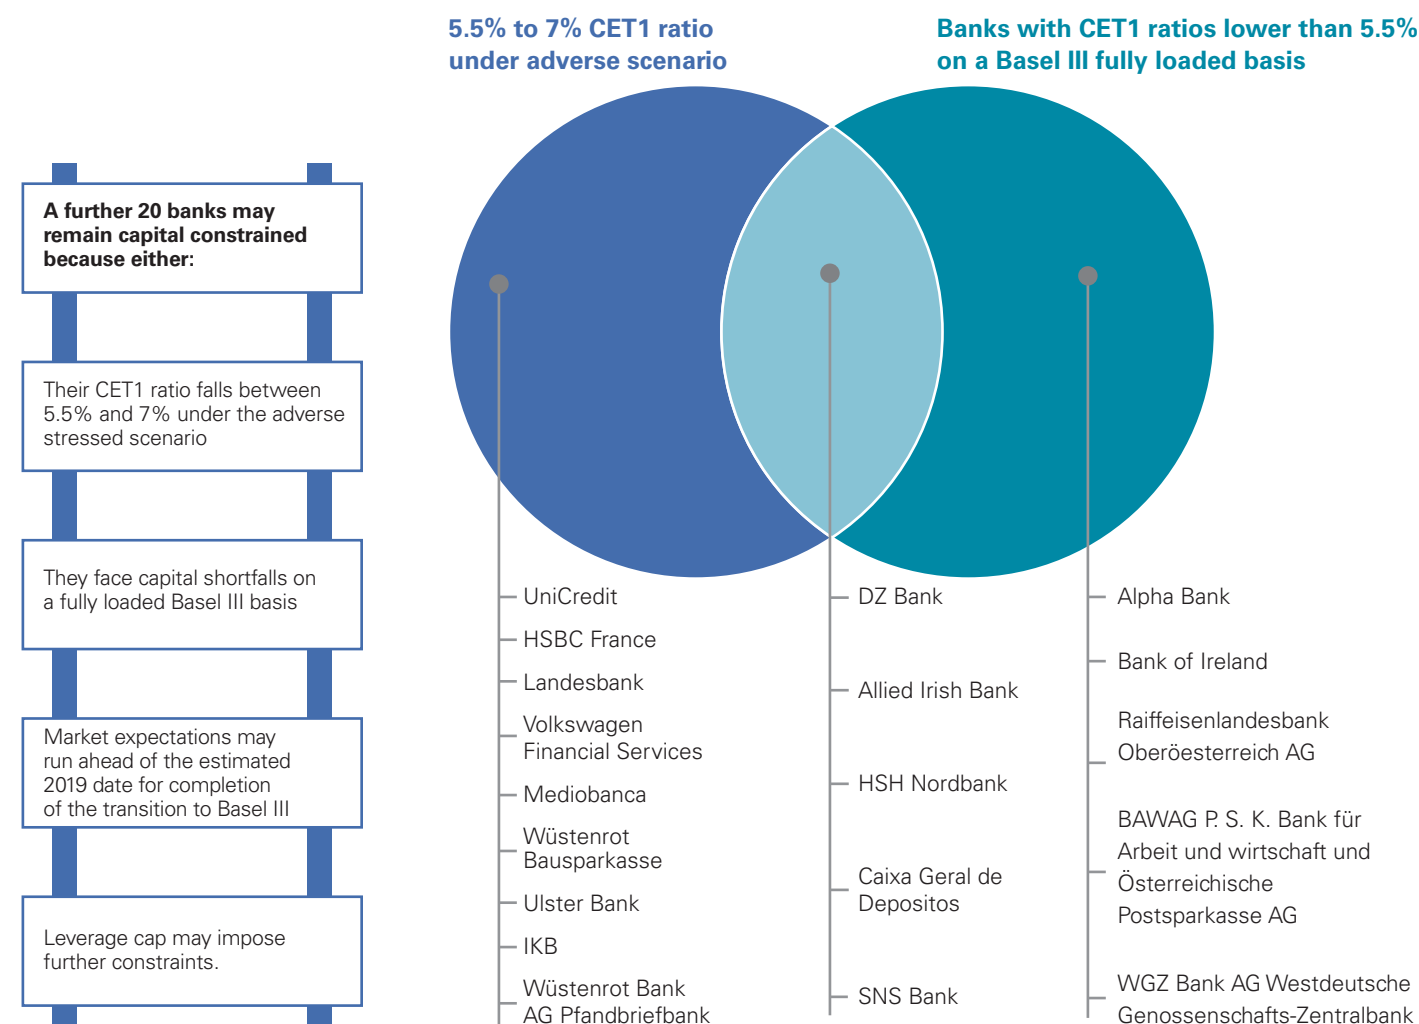 5.5% to 7% CET1 ratio
under adverse scenario
Banks with CET1 ratios lower than 5.5%
on a Basel III fully loaded basis
A further 20 banks may
remain capital constrained
because either:
Their CET1 ratio falls between
5.5% and 7% under the adverse
stressed scenario
They face capital shortfalls on
a fully loaded Basel III basis
Market expectations may
run ahead of the estimated
2019 date for completion
of the transition to Basel III
Leverage cap may impose
further constraints.
UniCredit
HSBC France
Landesbank
Volkswagen
Financial Services
Mediobanca
Wüstenrot
Bausparkasse
Ulster Bank
IKB
Wüstenrot Bank
AG Pfandbriefbank
DZ Bank
Allied Irish Bank
HSH Nordbank
Caixa Geral de
Depositos
SNS Bank
Alpha Bank
Bank of Ireland
Raiffeisenlandesbank
Oberöesterreich AG
BAWAG P. S. K. Bank für
Arbeit und wirtschaft und
Österreichische
Postsparkasse AG
WGZ Bank AG Westdeutsche
Genossenschafts-Zentralbank